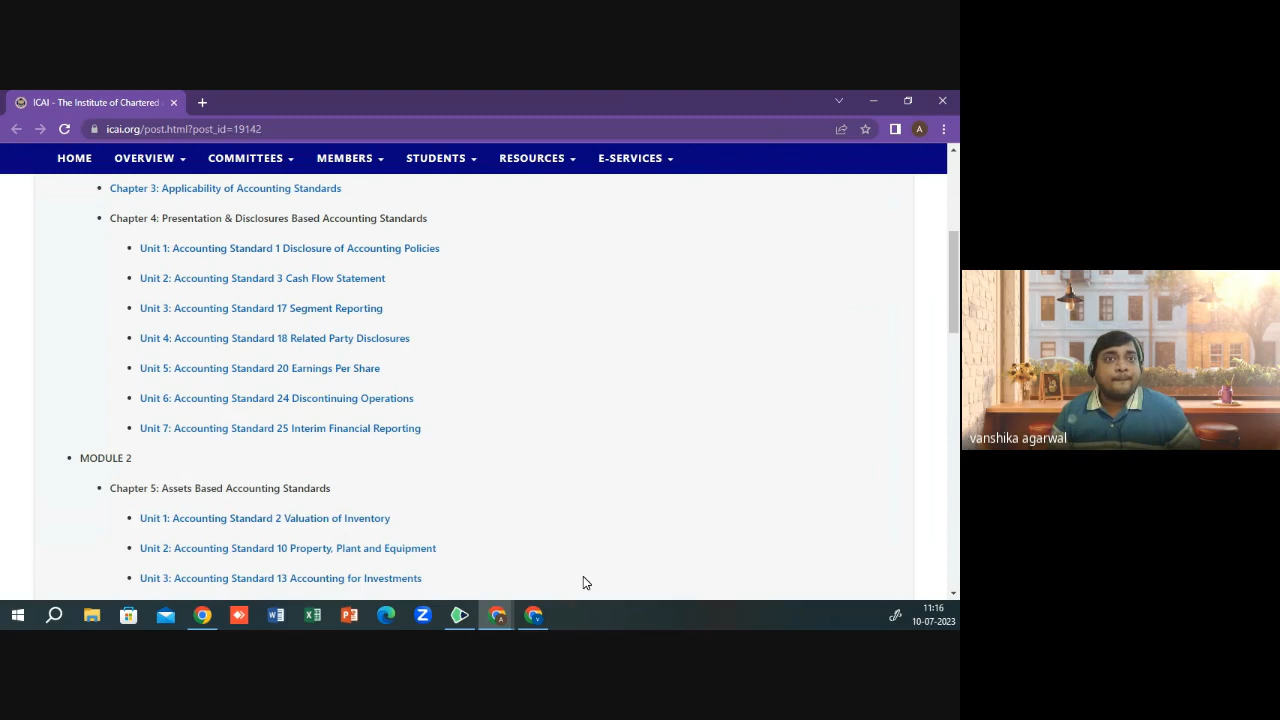 ICAI - The Institute of Chartered
icai.org/post.html?post_id=19142
A
HOME OVERVIEW COMMITTEES MEMBERS STUDENTS RESOURCES E-SERVICES
Chapter 3: Applicability of Accounting Standards
Chapter 4: Presentation & Disclosures Based Accounting Standards
Unit 1: Accounting Standard 1 Disclosure of Accounting Policies
Unit 2: Accounting Standard 3 Cash Flow Statement
Unit 3: Accounting Standard 17 Segment Reporting
Unit 4: Accounting Standard 18 Related Party Disclosures
Unit 5: Accounting Standard 20 Earnings Per Share
Unit 6: Accounting Standard 24 Discontinuing Operations
Unit 7: Accounting Standard 25 Interim Financial Reporting
MODULE 2
Chapter 5: Assets Based Accounting Standards
Unit 1: Accounting Standard 2 Valuation of Inventory
Unit 2: Accounting Standard 10 Property, Plant and Equipment
Unit 3: Accounting Standard 13 Accounting for Investments
vanshika agarwal
11:16
10-07-2023